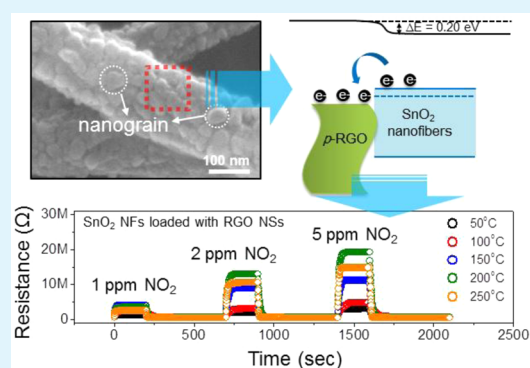 nanograin
100 nm
ΔE = 0.20 eV
e e e e e
p-RGO
SnO₂
nanofibers
SnO₂ NFs loaded with RGO NSs
1 ppm NO₂
2 ppm NO₂
5 ppm NO₂
50°C
100°C
150°C
200°C
250°C
Resistance (Ω)
30M
20M
10M
0
-500 0 500 1000 1500 2000 2500
Time (sec)